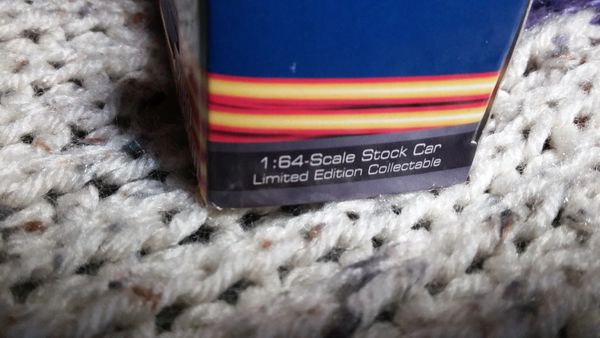 1:64-Scale Stock Car
Limited Edition Collectable